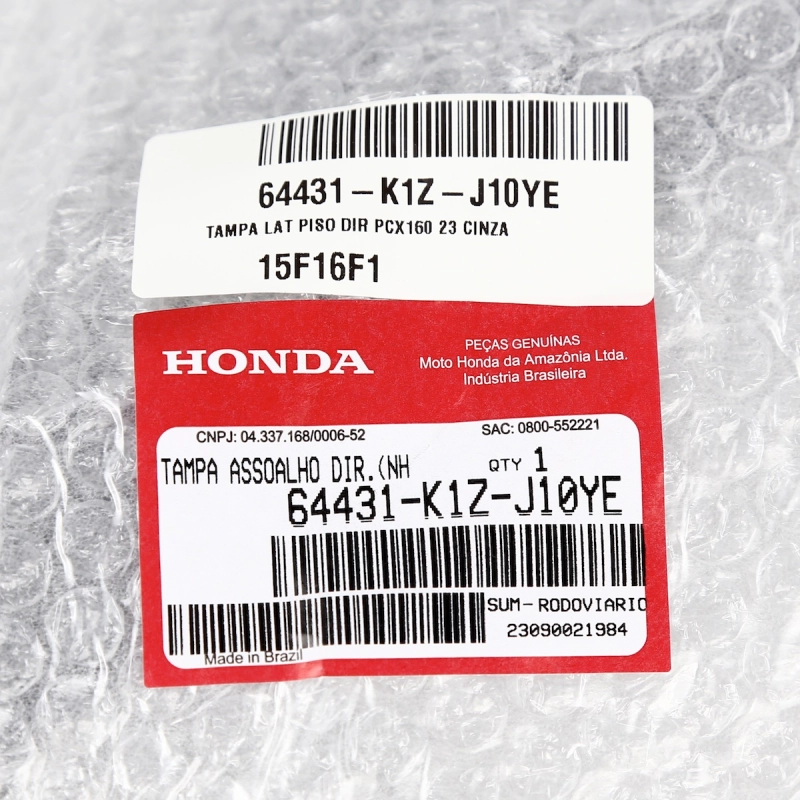 64431-K1Z-J10YE
TAMPA LAT PISO DIR PCX160 23 CINZA
15F16F1
HONDA
PEÇAS GENUÍNAS
Moto Honda da Amazônia Ltda.
Indústria Brasileira
CNPJ: 04.337.168/0006-52
SAC: 0800-552221
TAMPA ASSOALHO DIR.(NH
QTY 1
64431-K1Z-J10YE
SUM-RODOVIARIO
23090021984
Made in Brazil